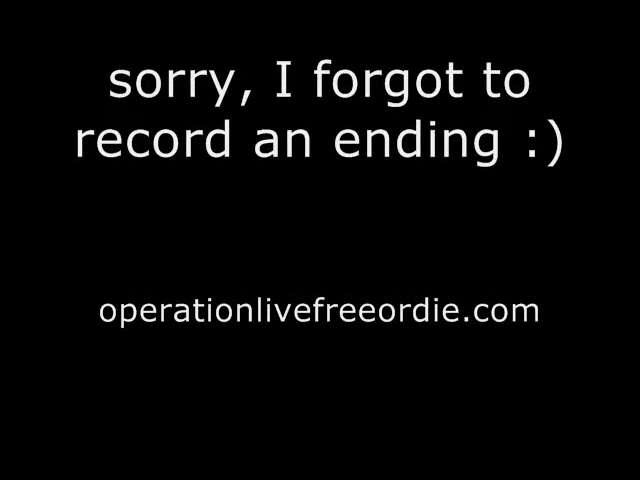 sorry, I forgot to
record an ending :)
operationlivefreeordie.com